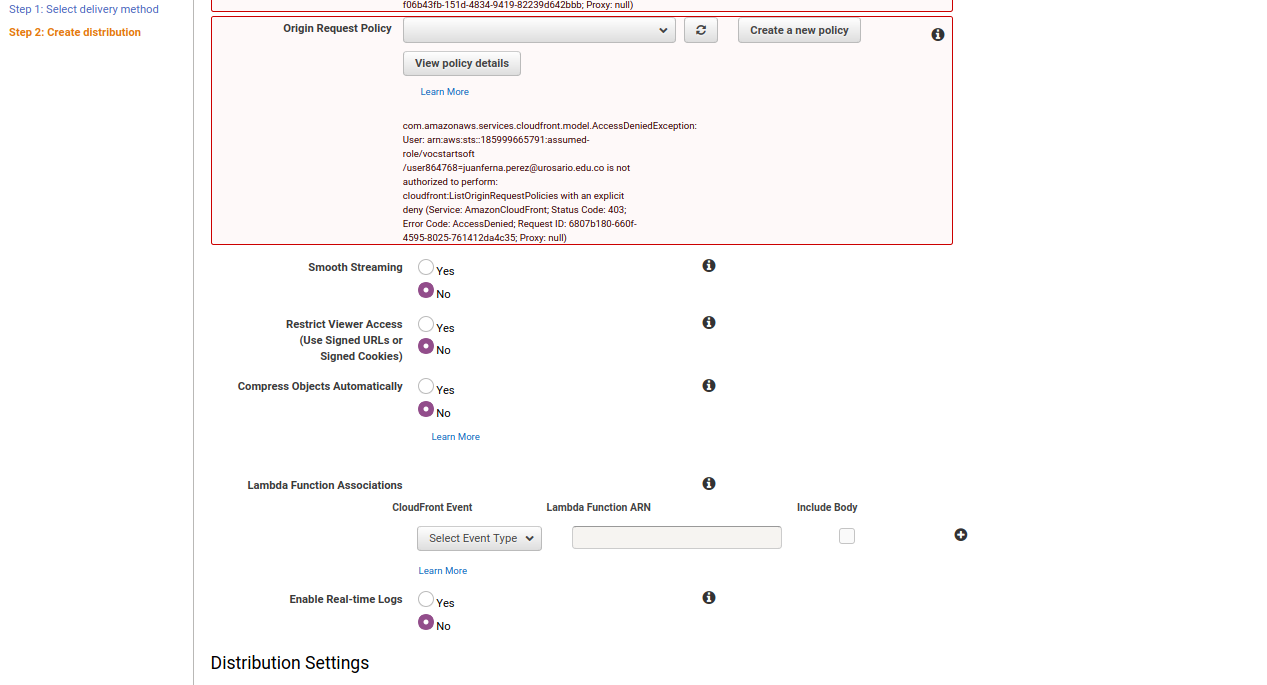 Step 1: Select delivery method
Step 2: Create distribution
f06b43fb-151d-4834-9419-82239d642bbb; Proxy: null)
Origin Request Policy
Create a new policy
View policy details
Learn More
com.amazonaws.services.cloudfront.model.AccessDeniedException:
User: arn:aws:sts::185999665791:assumed-
role/vocstartsoft
/user864768=juanferna.perez@urosario.edu.co is not
authorized to perform:
cloudfront:ListOriginRequestPolicies with an explicit
deny (Service: AmazonCloudFront; Status Code: 403;
Error Code: AccessDenied; Request ID: 6807b180-660f-
4595-8025-761412da4c35; Proxy: null)
Smooth Streaming
Yes
No
Restrict Viewer Access
(Use Signed URLs or
Signed Cookies)
Yes
No
Compress Objects Automatically
Yes
No
Learn More
Lambda Function Associations
CloudFront Event Lambda Function ARN Include Body
Select Event Type
Learn More
Enable Real-time Logs
Yes
No
Distribution Settings